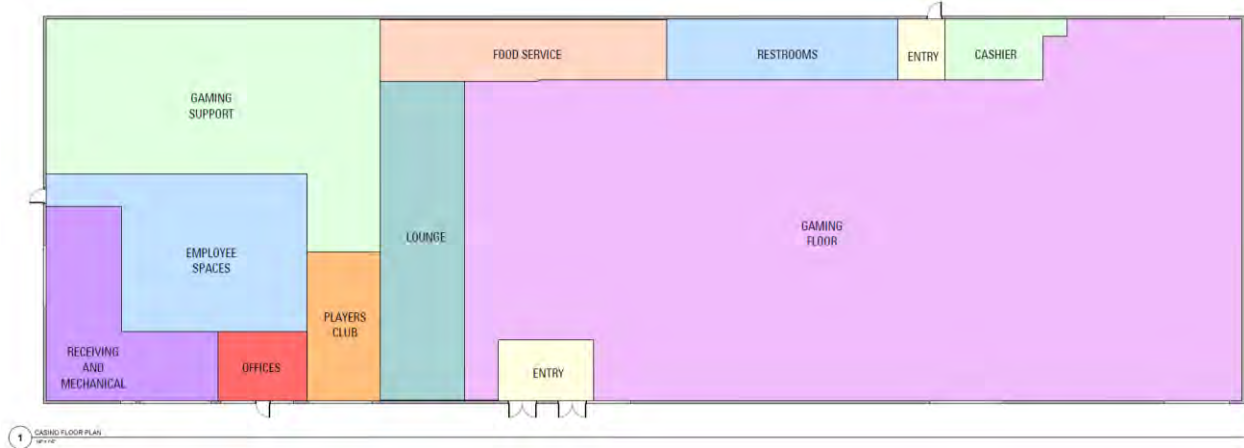 FOOD SERVICE
RESTROOMS
ENTRY
CASHIER
GAMING
SUPPORT
GAMING
FLOOR
LOUNGE
EMPLOYEE
SPACES
PLAYERS
CLUB
RECEIVING
AND
MECHANICAL
OFFICES
ENTRY
1
CASINO FLOOR PLAN